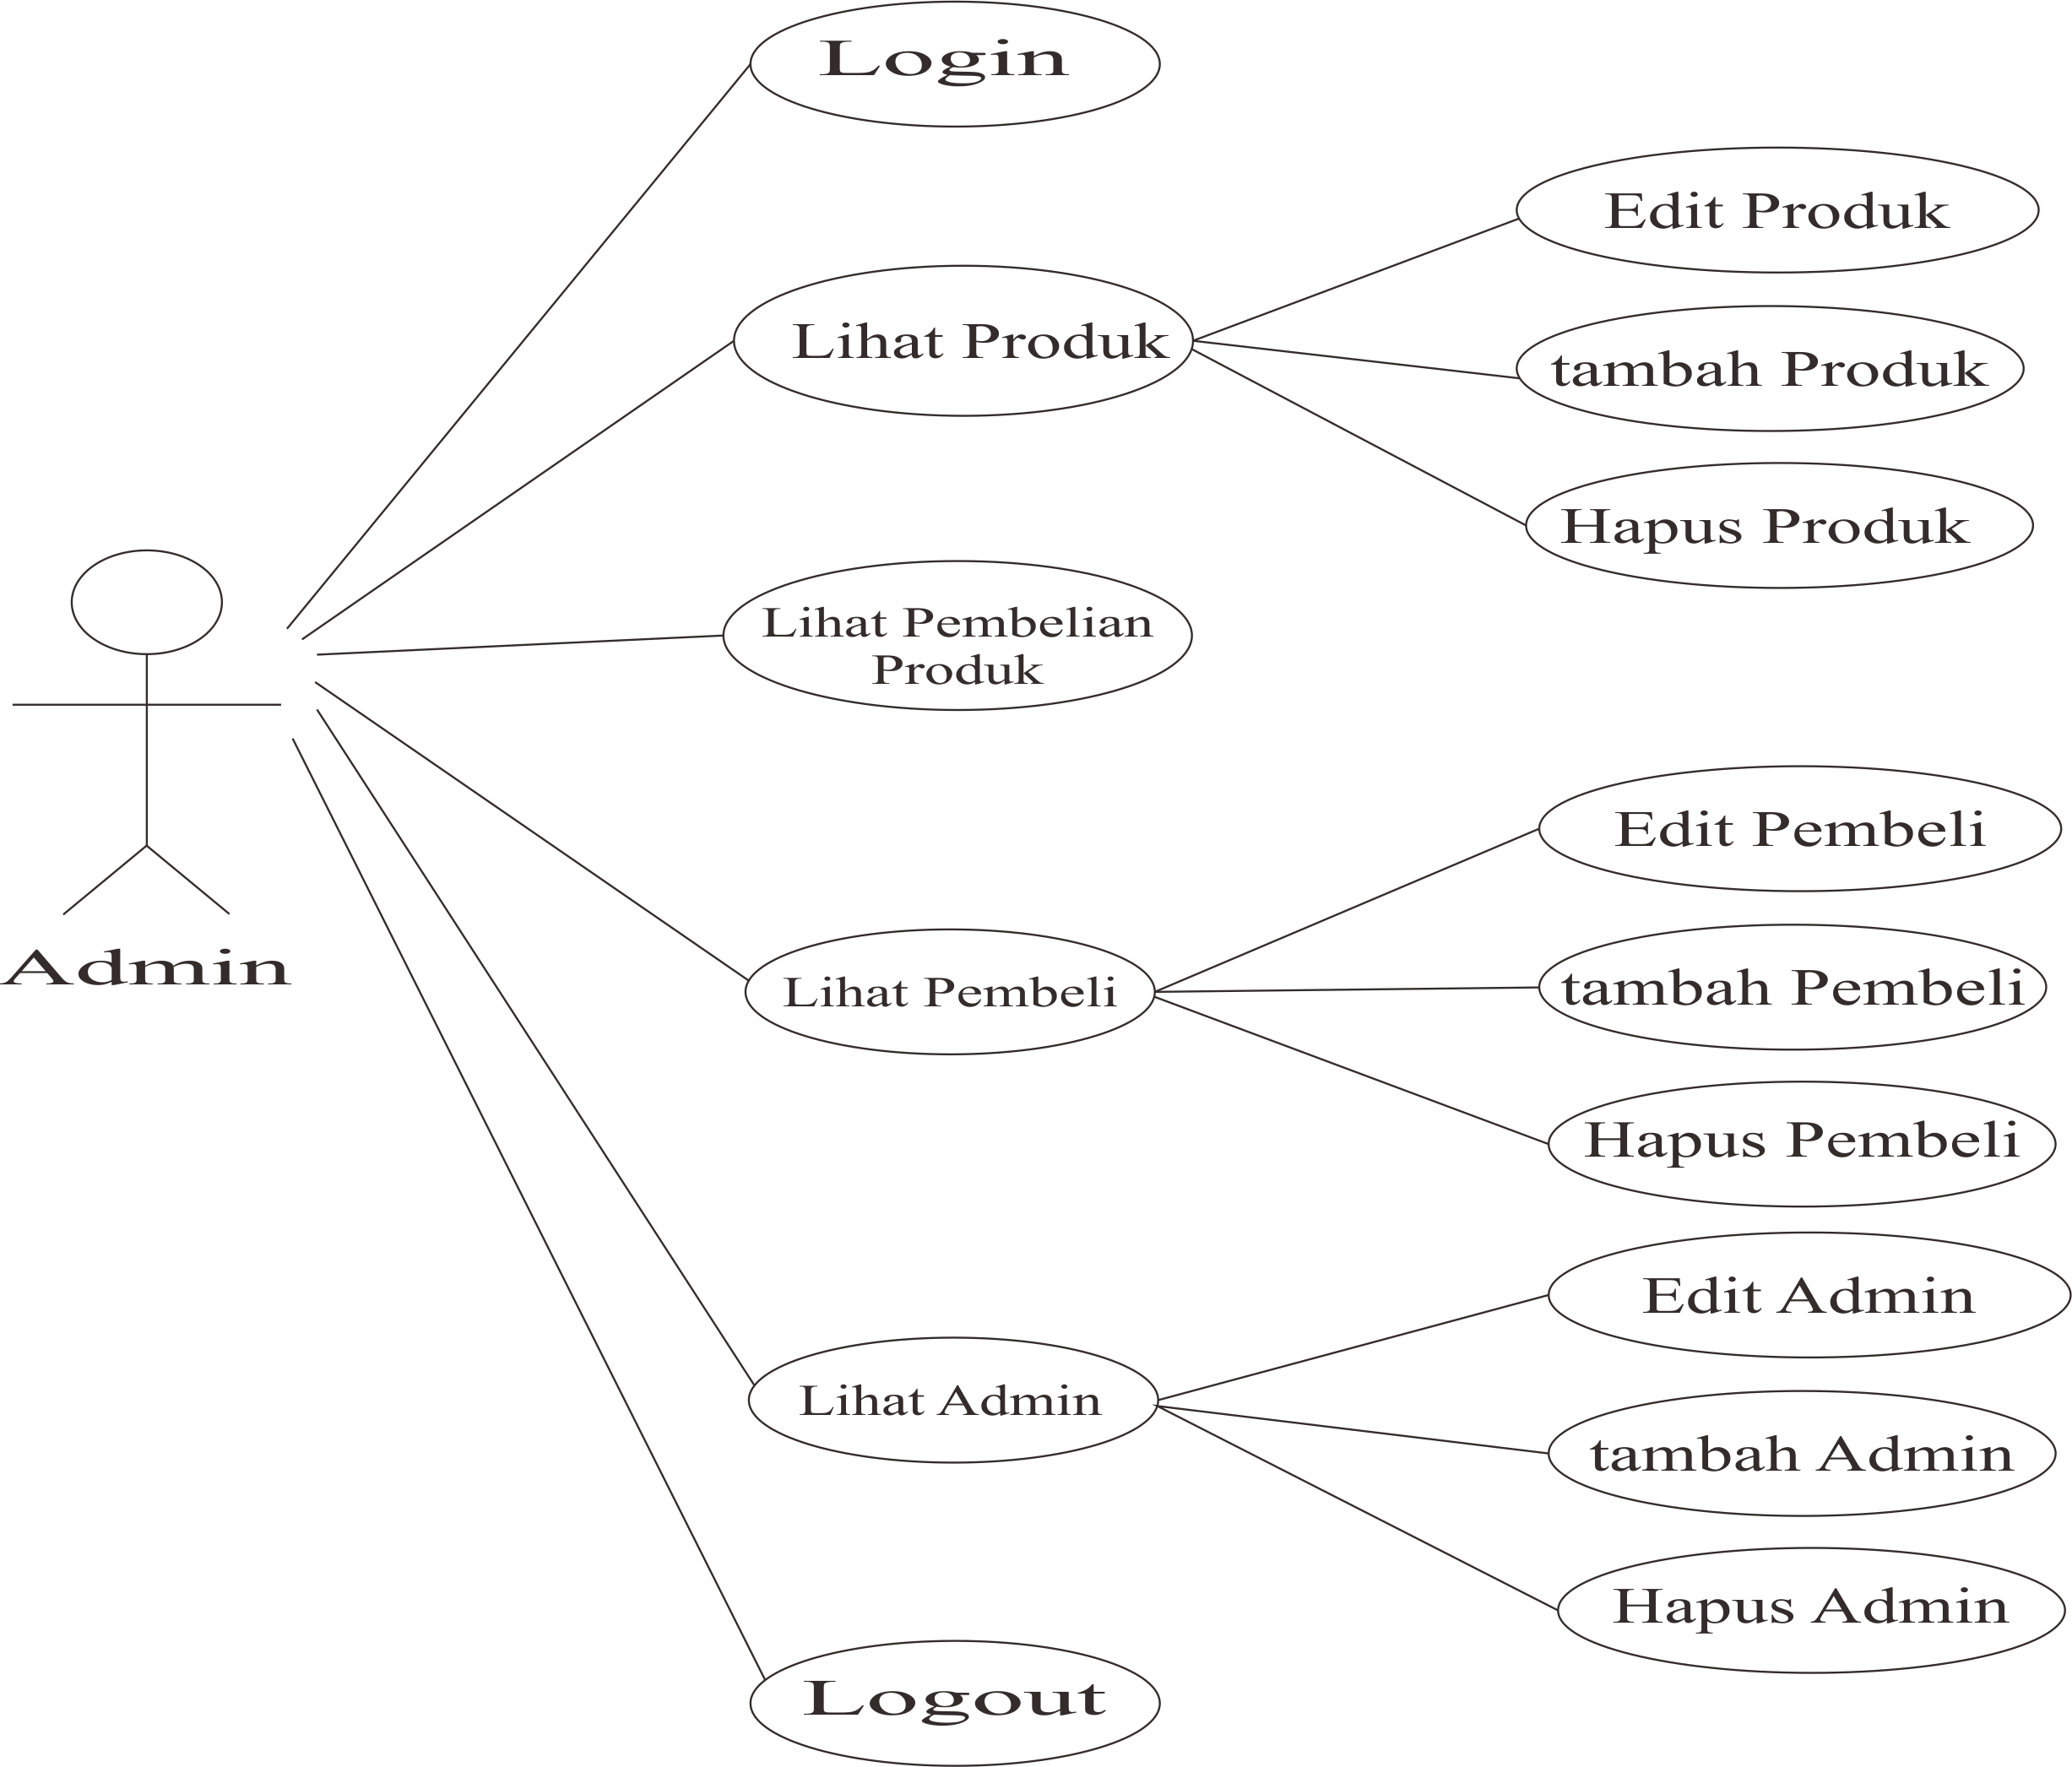 Login
Edit Produk
Lihat Produk
tambah Produk
Hapus Produk
Lihat Pembelian
Produk
Edit Pembeli
Admin
Lihat Pembeli
tambah Pembeli
Hapus Pembeli
Edit Admin
Lihat Admin
tambah Admin
Hapus Admin
Logout